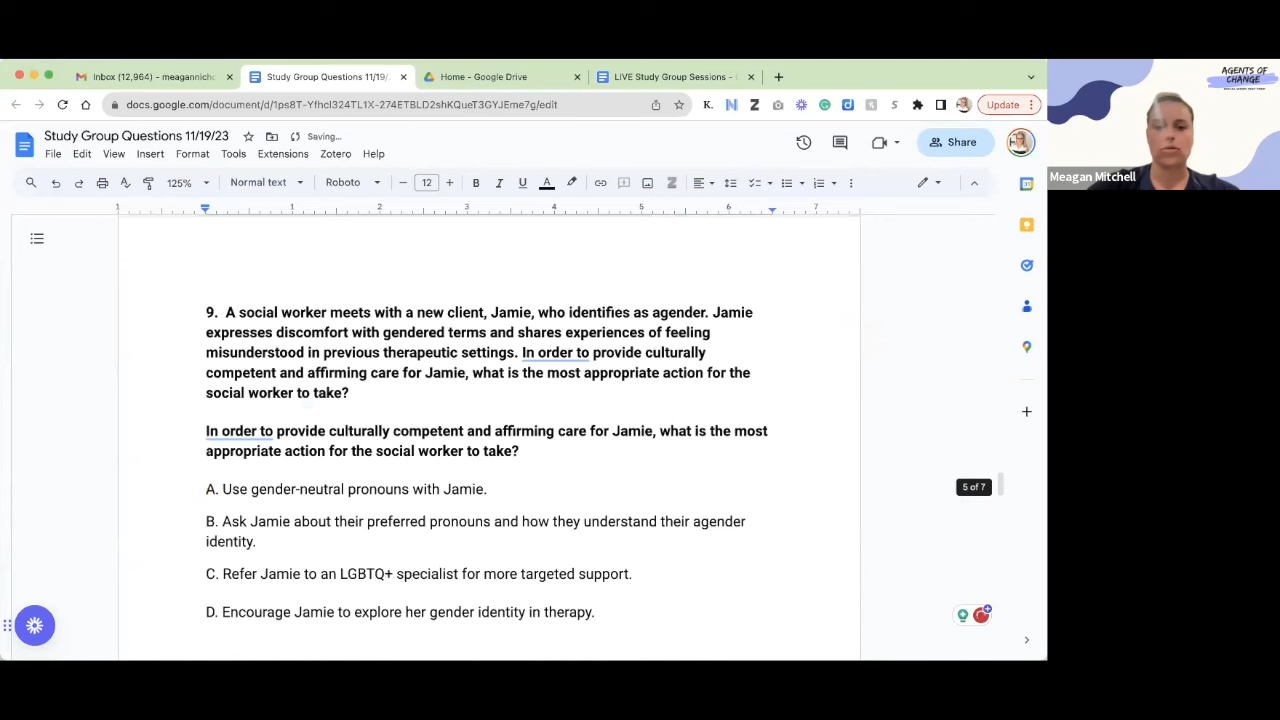 Inbox (12,964) - meagannich
Study Group Questions 11/19/
Home - Google Drive
LIVE Study Group Sessions -
AGENTS OF
CHANGE
docs.google.com/document/d/1ps8T-Yfhcl324TL1X-274ETBLD2shKQueT3GYJEme7g/edit
Update
Study Group Questions 11/19/23
Saving...
File Edit View Insert Format Tools Extensions Zotero Help
Share
Meagan Mitchell
125% Normal text Roboto 12
1 1 2 3 4 5 6 7
9. A social worker meets with a new client, Jamie, who identifies as agender. Jamie
expresses discomfort with gendered terms and shares experiences of feeling
misunderstood in previous therapeutic settings. In order to provide culturally
competent and affirming care for Jamie, what is the most appropriate action for the
social worker to take?
In order to provide culturally competent and affirming care for Jamie, what is the most
appropriate action for the social worker to take?
A. Use gender-neutral pronouns with Jamie.
5 of 7
B. Ask Jamie about their preferred pronouns and how they understand their agender
identity.
C. Refer Jamie to an LGBTQ+ specialist for more targeted support.
D. Encourage Jamie to explore her gender identity in therapy.